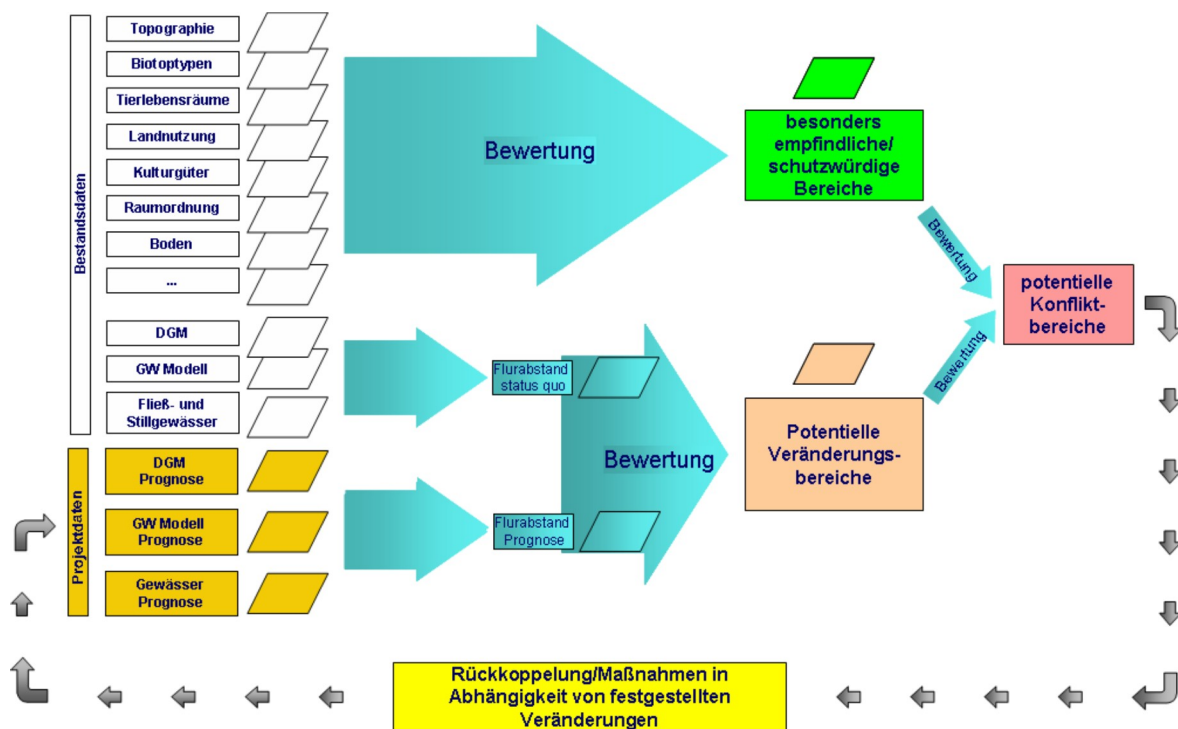 Bestandsdaten
Topographie
Biotoptypen
Tierlebensräume
Landnutzung
Kulturgüter
Raumordnung
Boden
...
DGM
GW Modell
Fließ- und
Stillgewässer
Projektdaten
DGM
Prognose
GW Modell
Prognose
Gewässer
Prognose
Bewertung
Flurabstand
status quo
Flurabstand
Prognose
Bewertung
besonders
empfindliche/
schutzwürdige
Bereiche
Potentielle
Veränderungs-
bereiche
Bewertung
Bewertung
potentielle
Konflikt-
bereiche
Rückkoppelung/Maßnahmen in
Abhängigkeit von festgestellten
Veränderungen